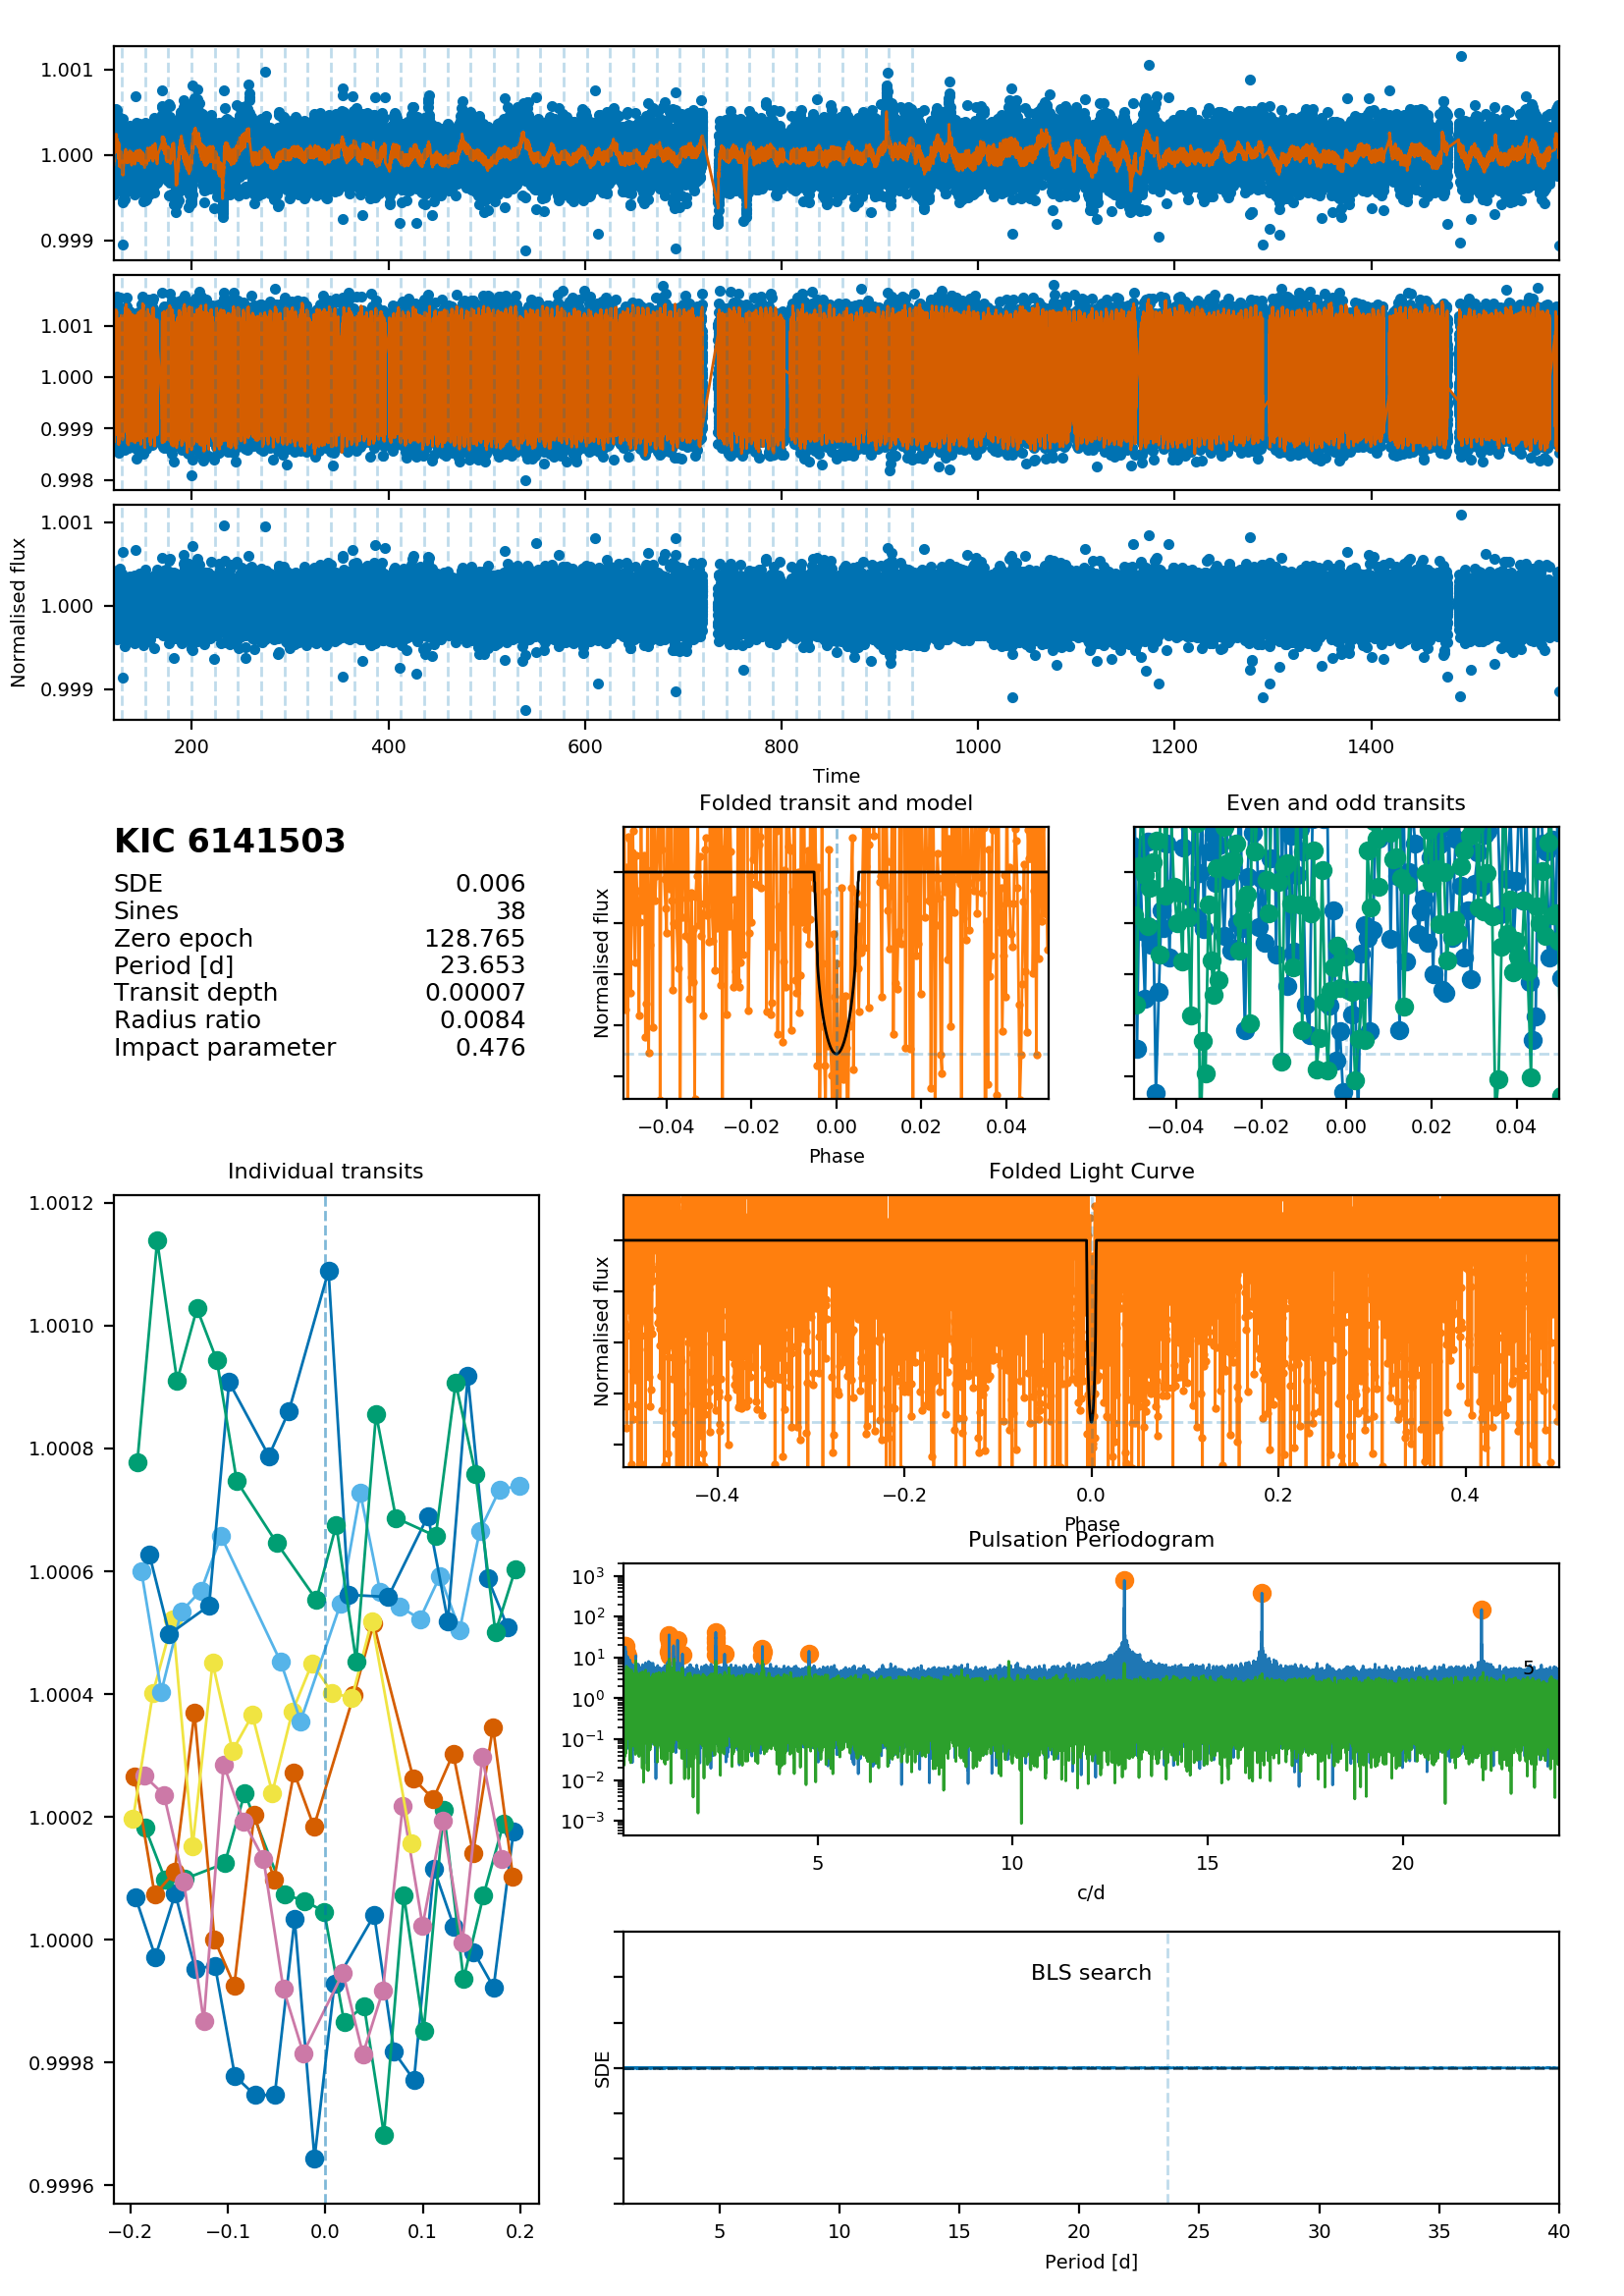 1.001
1.000
0.999
1.001
1.000
0.999
0.998
1.001
1.000
0.999
Normalised flux
200 400 600 800 1000 1200 1400
Time
KIC 6141503
SDE 0.006
Sines 38
Zero epoch 128.765
Period [d] 23.653
Transit depth 0.00007
Radius ratio 0.0084
Impact parameter 0.476
Folded transit and model
Normalised flux
−0.04 −0.02 0.00 0.02 0.04
Phase
Even and odd transits
−0.04 −0.02 0.00 0.02 0.04
Individual transits
1.0012
1.0010
1.0008
1.0006
1.0004
1.0002
1.0000
0.9998
0.9996
−0.2 −0.1 0.0 0.1 0.2
Folded Light Curve
Normalised flux
−0.4 −0.2 0.0 0.2 0.4
Phase
Pulsation Periodogram
10³
10²
10¹
10⁰
10⁻¹
10⁻²
10⁻³
5
5 10 15 20
c/d
BLS search
SDE
5 10 15 20 25 30 35 40
Period [d]